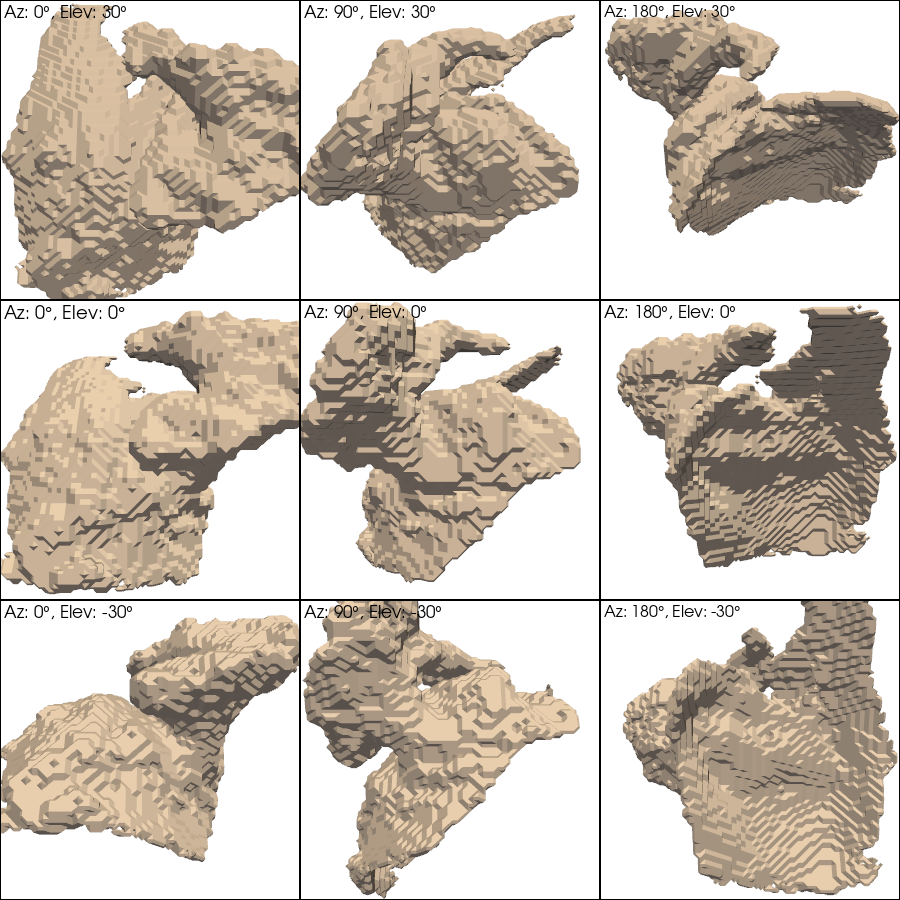 Az: 0°, Elev: 30°
Az: 90°, Elev: 30°
Az: 180°, Elev: 30°
Az: 0°, Elev: 0°
Az: 90°, Elev: 0°
Az: 180°, Elev: 0°
Az: 0°, Elev: -30°
Az: 90°, Elev: -30°
Az: 180°, Elev: -30°